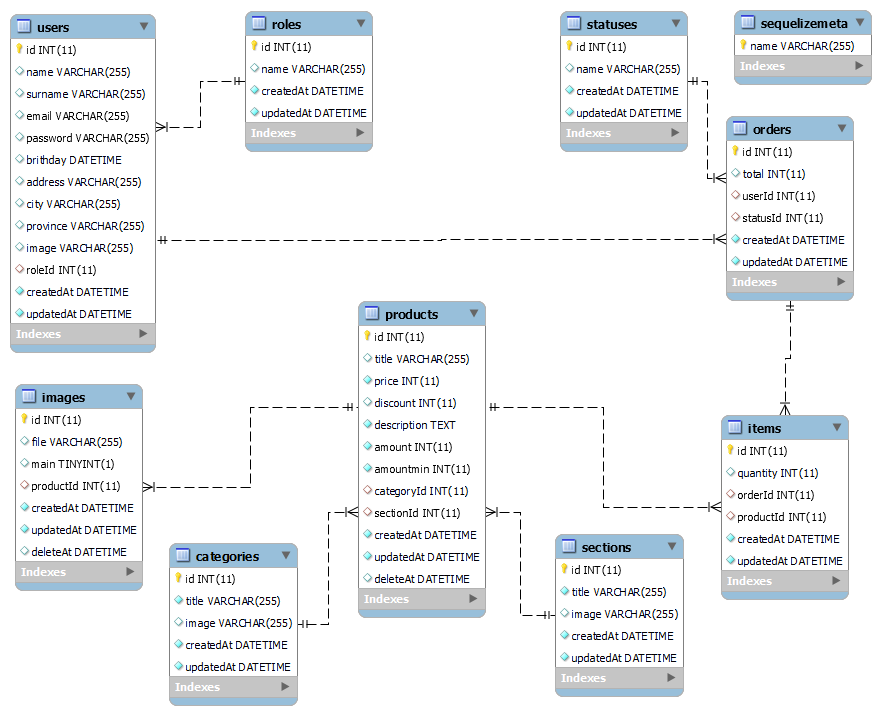 users
id INT(11)
name VARCHAR(255)
surname VARCHAR(255)
email VARCHAR(255)
password VARCHAR(255)
brithday DATETIME
address VARCHAR(255)
city VARCHAR(255)
province VARCHAR(255)
image VARCHAR(255)
roleId INT(11)
createdAt DATETIME
updatedAt DATETIME
Indexes
roles
id INT(11)
name VARCHAR(255)
createdAt DATETIME
updatedAt DATETIME
Indexes
statuses
id INT(11)
name VARCHAR(255)
createdAt DATETIME
updatedAt DATETIME
Indexes
sequelizemeta
name VARCHAR(255)
Indexes
orders
id INT(11)
total INT(11)
userId INT(11)
statusId INT(11)
createdAt DATETIME
updatedAt DATETIME
Indexes
products
id INT(11)
title VARCHAR(255)
price INT(11)
discount INT(11)
description TEXT
amount INT(11)
amountmin INT(11)
categoryId INT(11)
sectionId INT(11)
createdAt DATETIME
updatedAt DATETIME
deleteAt DATETIME
Indexes
images
id INT(11)
file VARCHAR(255)
main TINYINT(1)
productId INT(11)
createdAt DATETIME
updatedAt DATETIME
deleteAt DATETIME
Indexes
items
id INT(11)
quantity INT(11)
orderId INT(11)
productId INT(11)
createdAt DATETIME
updatedAt DATETIME
Indexes
categories
id INT(11)
title VARCHAR(255)
image VARCHAR(255)
createdAt DATETIME
updatedAt DATETIME
Indexes
sections
id INT(11)
title VARCHAR(255)
image VARCHAR(255)
createdAt DATETIME
updatedAt DATETIME
Indexes